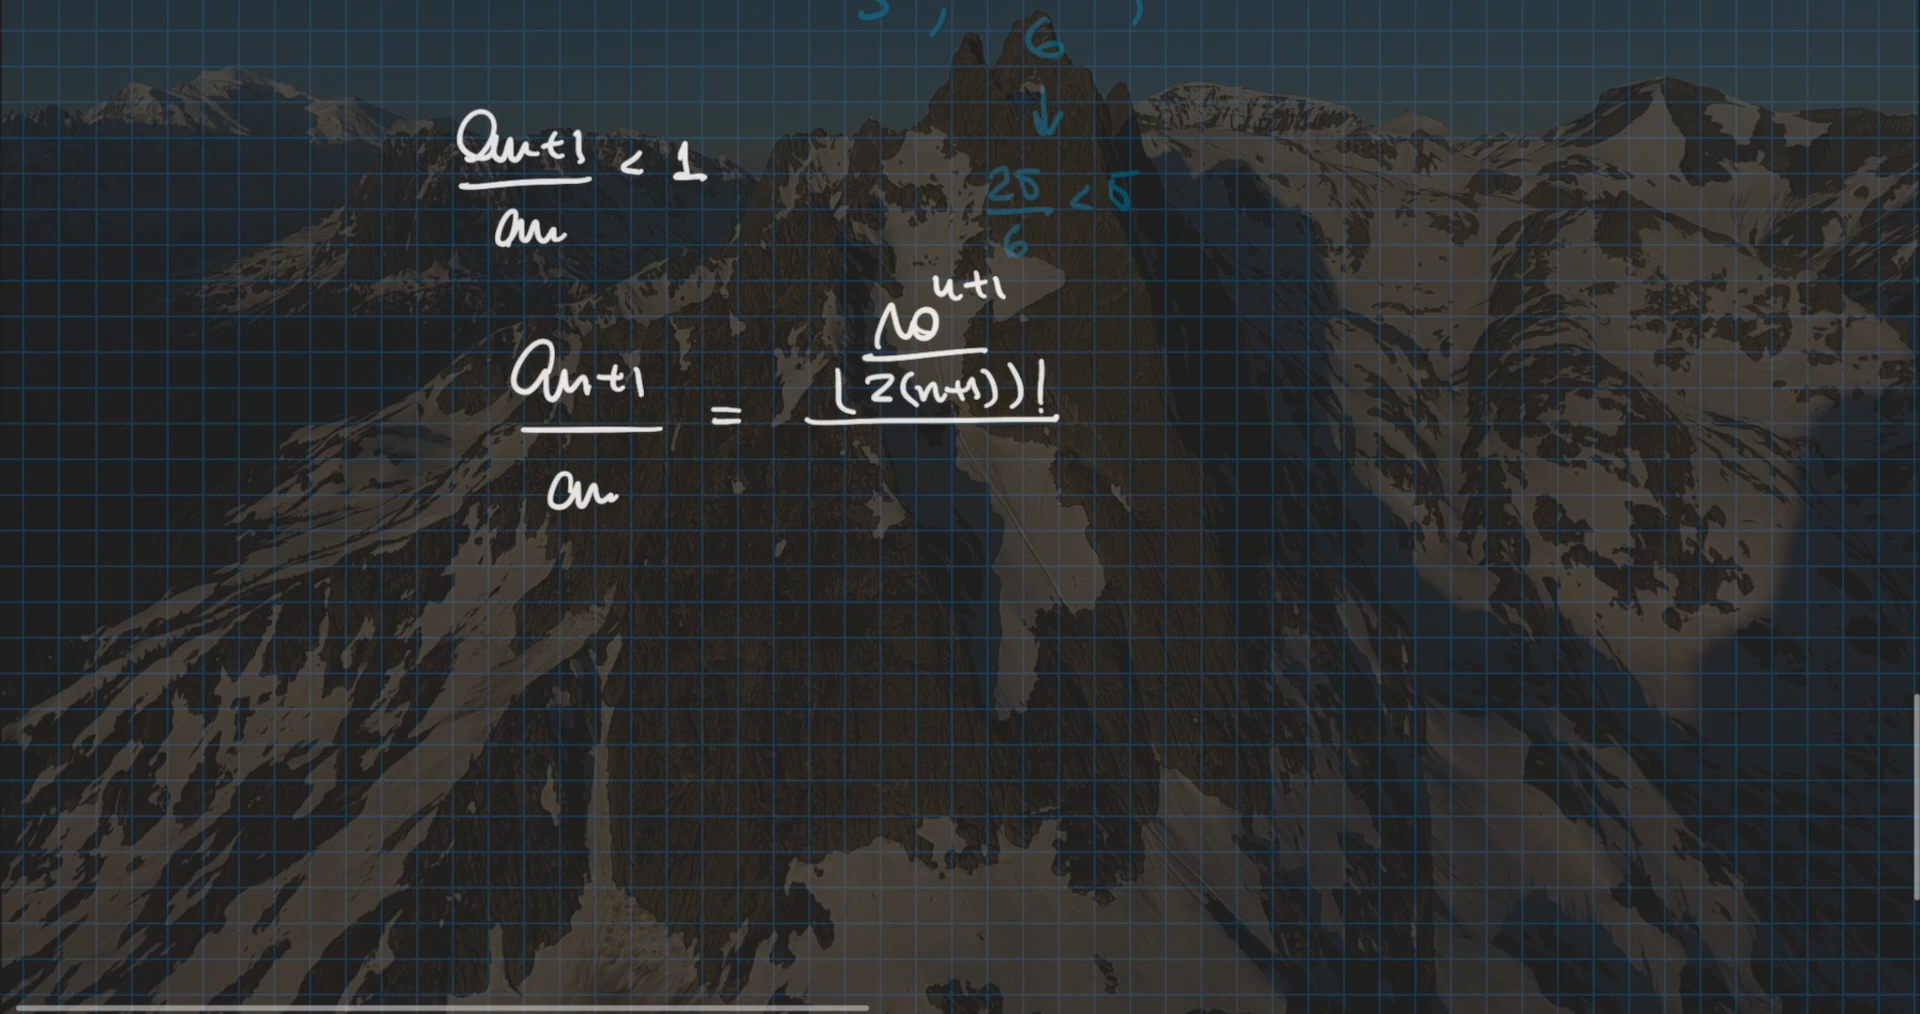 6
↓
25/6 < 5
a_{n+1}/a_n < 1
a_{n+1}/a_n = 10^{n+1}/(2(n+1))!